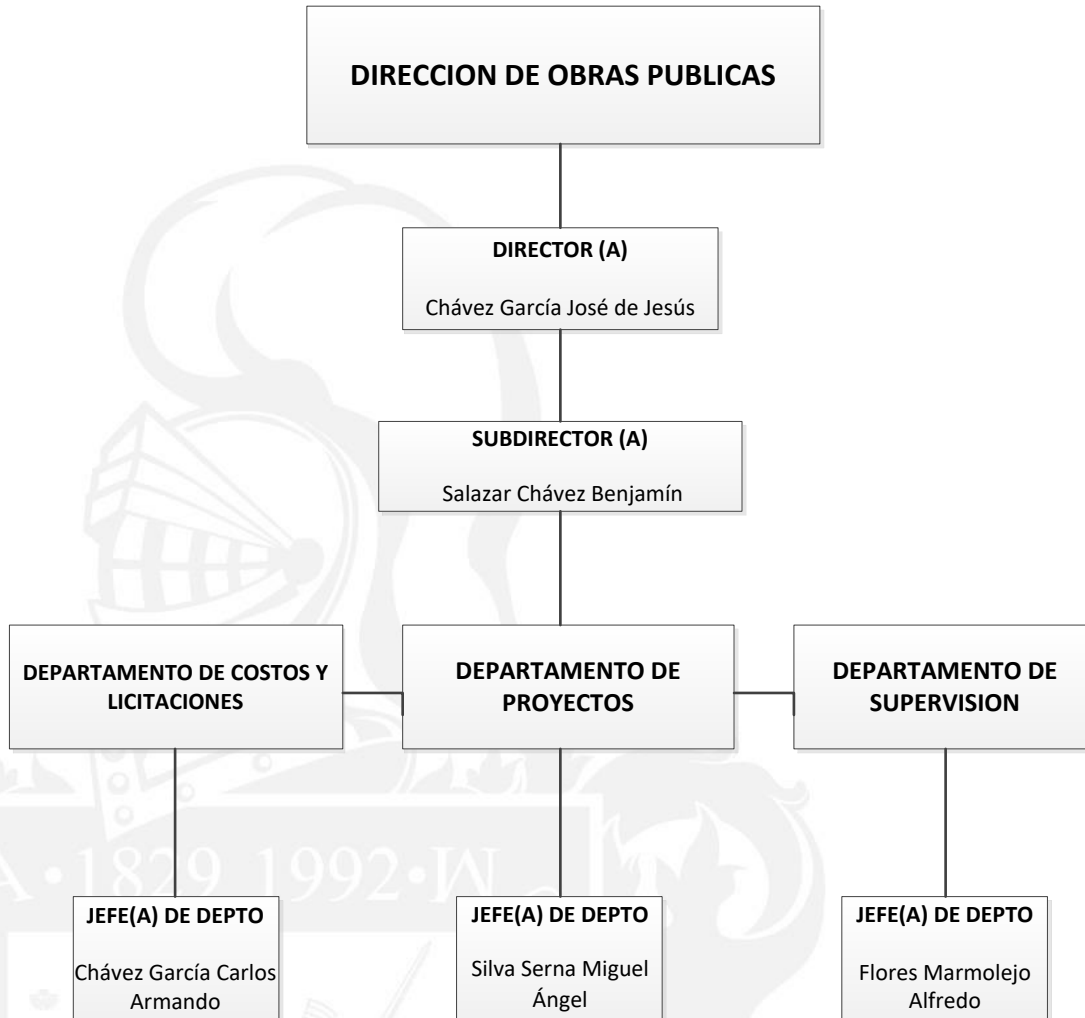 DIRECCION DE OBRAS PUBLICAS
DIRECTOR (A)
Chávez García José de Jesús
SUBDIRECTOR (A)
Salazar Chávez Benjamín
DEPARTAMENTO DE COSTOS Y
LICITACIONES
DEPARTAMENTO DE
PROYECTOS
DEPARTAMENTO DE
SUPERVISION
JEFE(A) DE DEPTO
Chávez García Carlos
Armando
JEFE(A) DE DEPTO
Silva Serna Miguel
Ángel
JEFE(A) DE DEPTO
Flores Marmolejo
Alfredo
A • 1829 1992 • W